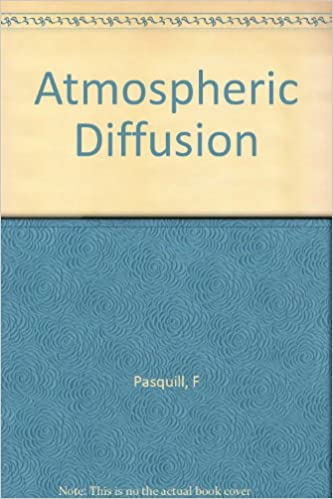 Atmospheric
Diffusion
Pasquill, F
Note: This is no the actual book cover